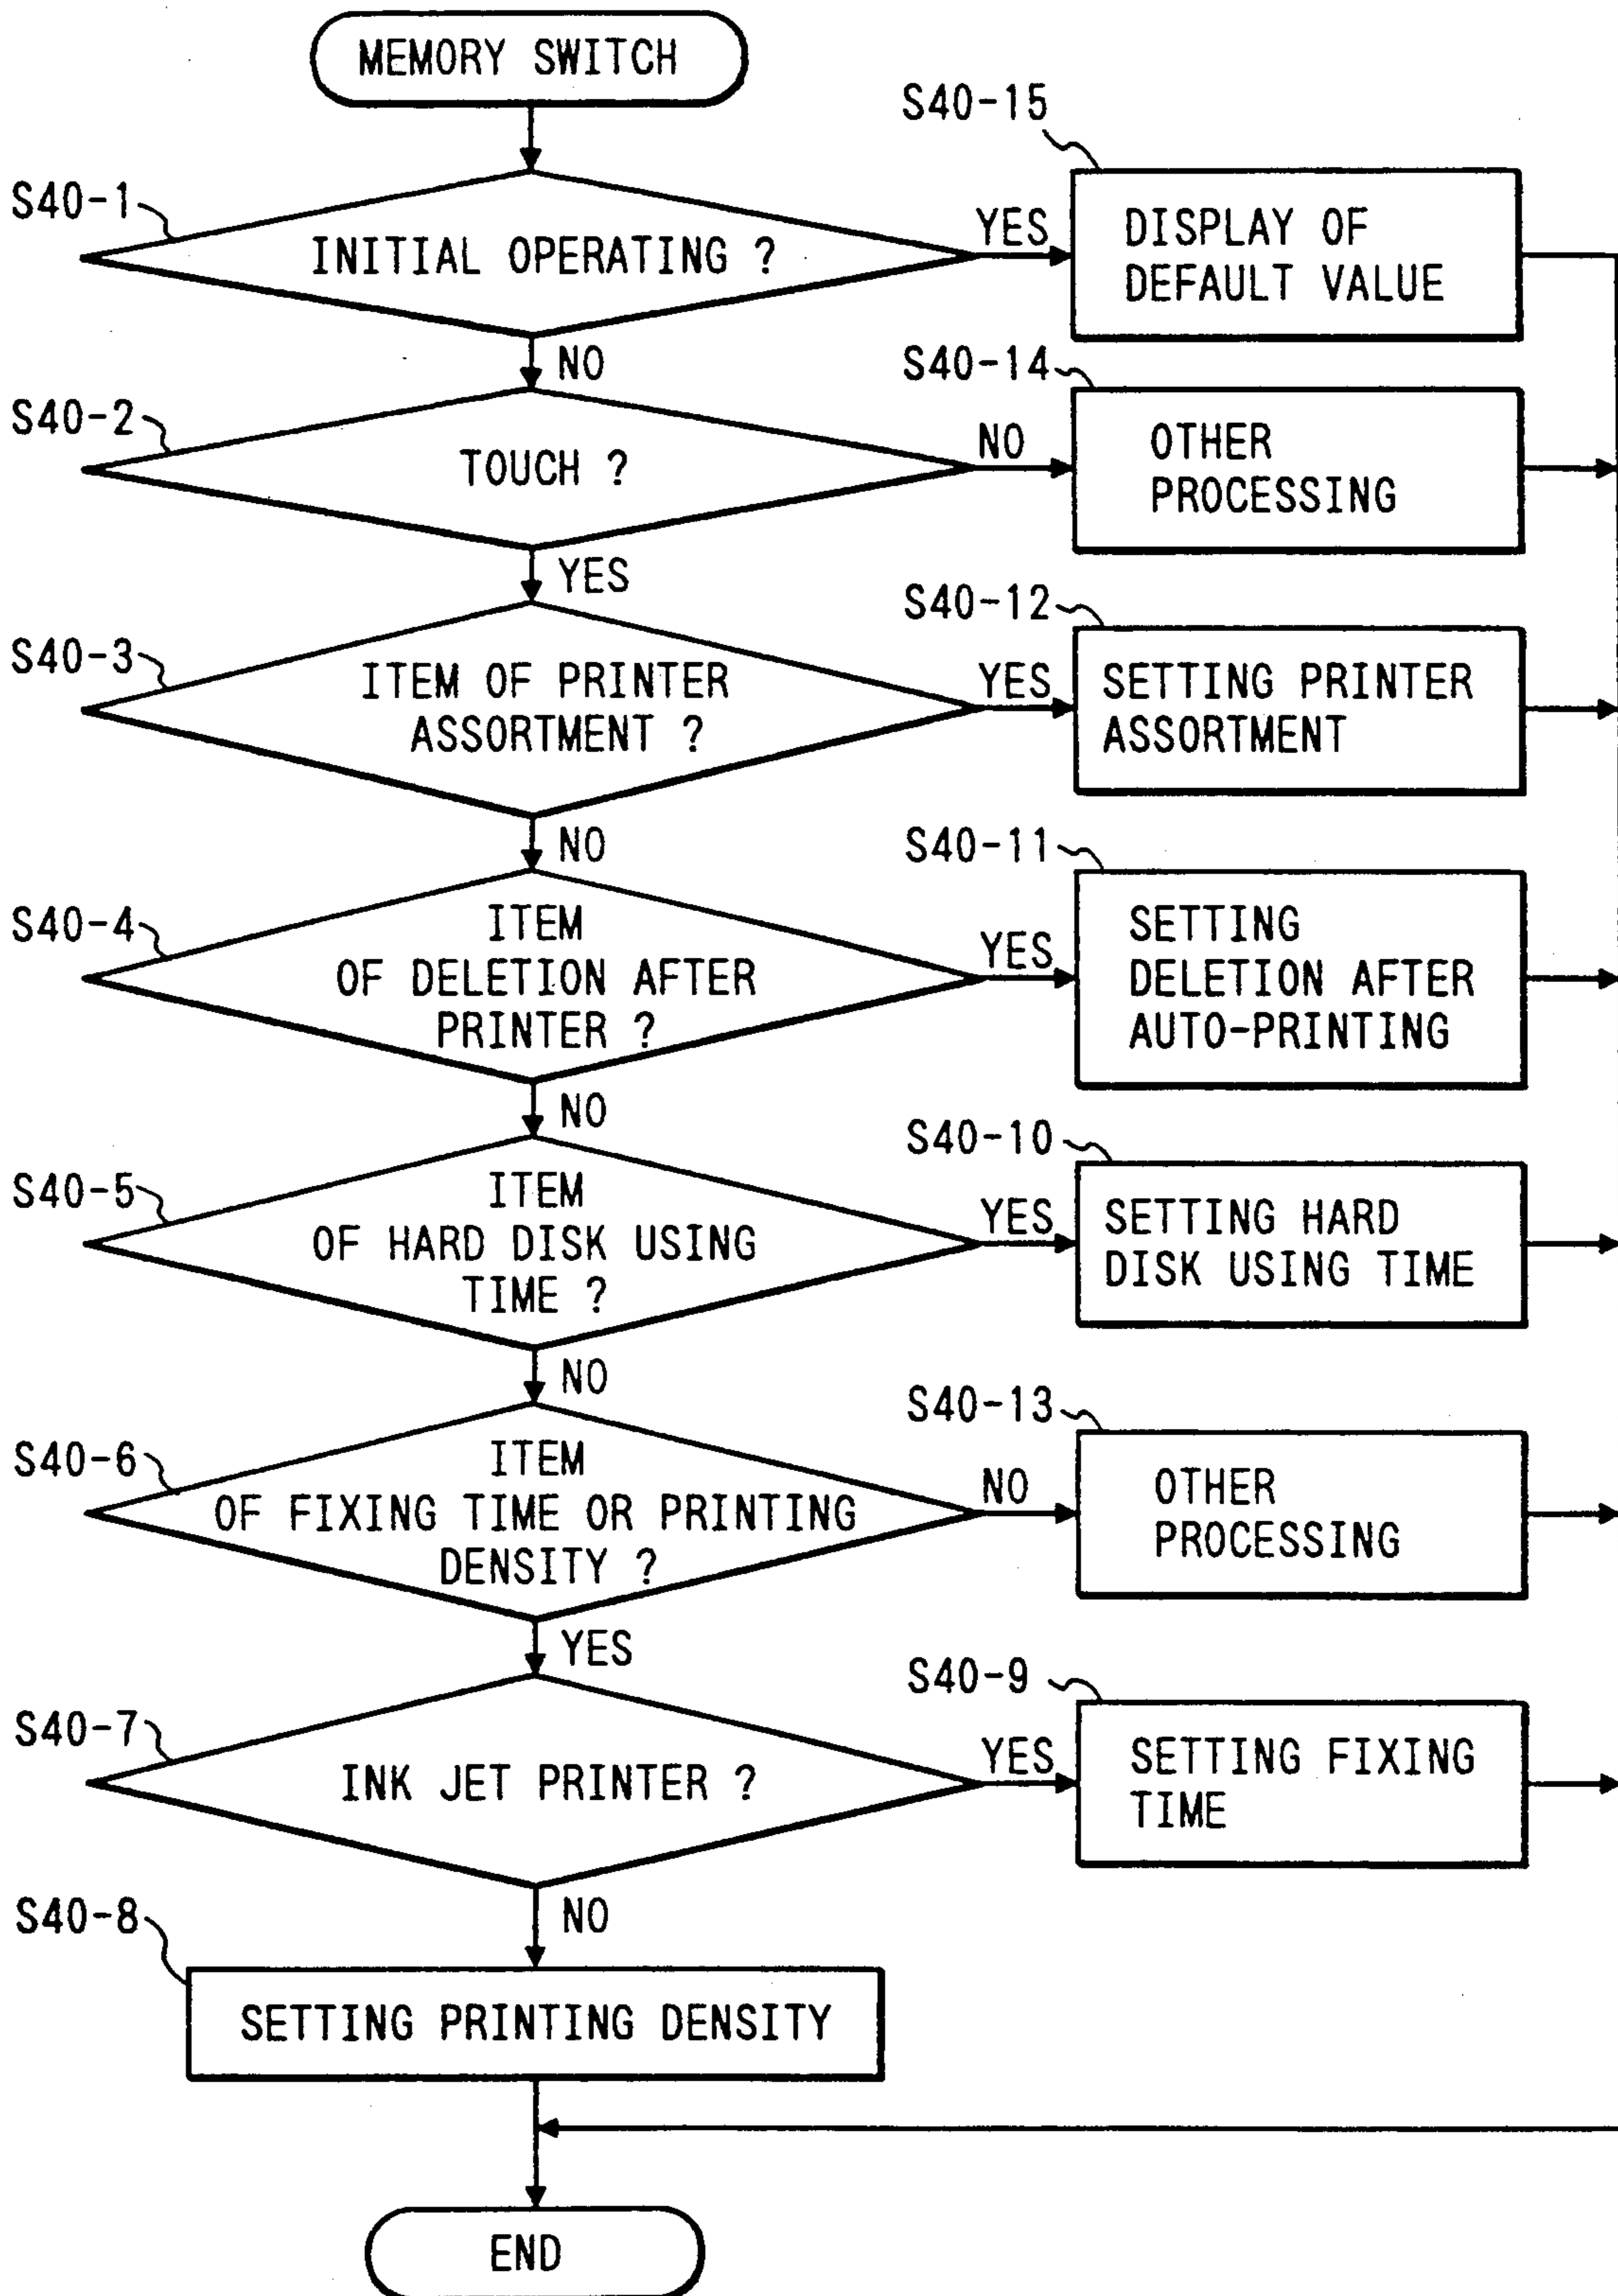 MEMORY SWITCH
S40-15
S40-1
INITIAL OPERATING ?
YES
DISPLAY OF
DEFAULT VALUE
NO
S40-14
S40-2
TOUCH ?
NO
OTHER
PROCESSING
YES
S40-12
S40-3
ITEM OF PRINTER
ASSORTMENT ?
YES
SETTING PRINTER
ASSORTMENT
NO
S40-11
S40-4
ITEM
OF DELETION AFTER
PRINTER ?
YES
SETTING
DELETION AFTER
AUTO-PRINTING
NO
S40-10
S40-5
ITEM
OF HARD DISK USING
TIME ?
YES
SETTING HARD
DISK USING TIME
NO
S40-13
S40-6
ITEM
OF FIXING TIME OR PRINTING
DENSITY ?
NO
OTHER
PROCESSING
YES
S40-9
S40-7
INK JET PRINTER ?
YES
SETTING FIXING
TIME
NO
S40-8
SETTING PRINTING DENSITY
END